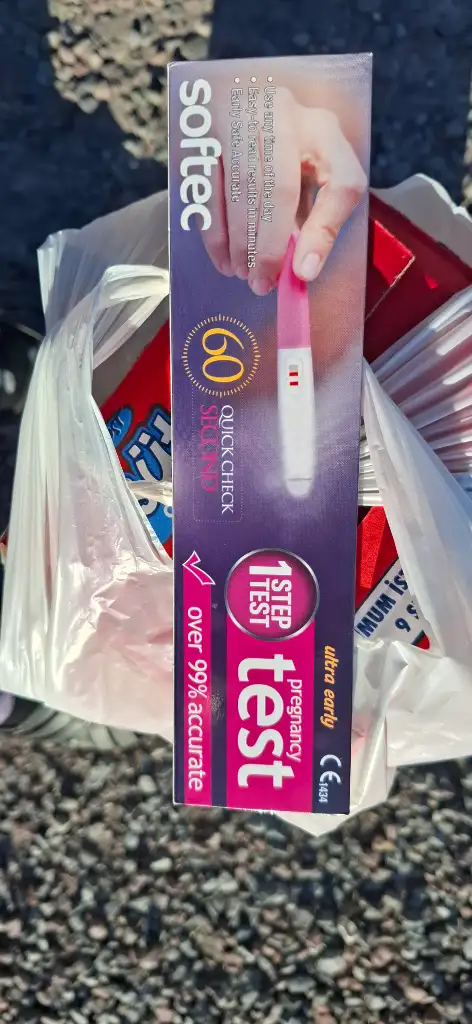 softec
• Use any time of the day
• Easy-to read results in minutes
• Early Safe Accurate
60
QUICK CHECK
SECOND
1 STEP
TEST
ultra early
pregnancy
test
over 99% accurate
CE 1434